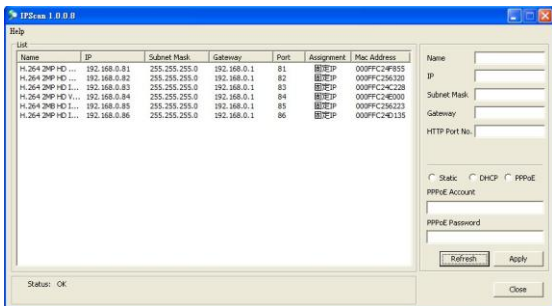 IPScan 1.0.0.0
Help
List
Name IP Subnet Mask Gateway Port Assignment Mac Address
H.264 2MP HD ... 192.168.0.81 255.255.255.0 192.168.0.1 81 固定IP 000FFC24F855
H.264 2MP HD ... 192.168.0.82 255.255.255.0 192.168.0.1 82 固定IP 000FFC256320
H.264 2MP HD I... 192.168.0.83 255.255.255.0 192.168.0.1 83 固定IP 000FFC24C228
H.264 2MP HD V... 192.168.0.84 255.255.255.0 192.168.0.1 84 固定IP 000FFC24E000
H.264 2MB HD I... 192.168.0.85 255.255.255.0 192.168.0.1 85 固定IP 000FFC256223
H.264 2MP HD I... 192.168.0.86 255.255.255.0 192.168.0.1 86 固定IP 000FFC24D135
Name
IP
Subnet Mask
Gateway
HTTP Port No.
Static DHCP PPPoE
PPPoE Account
PPPoE Password
Refresh Apply
Status: OK
Close